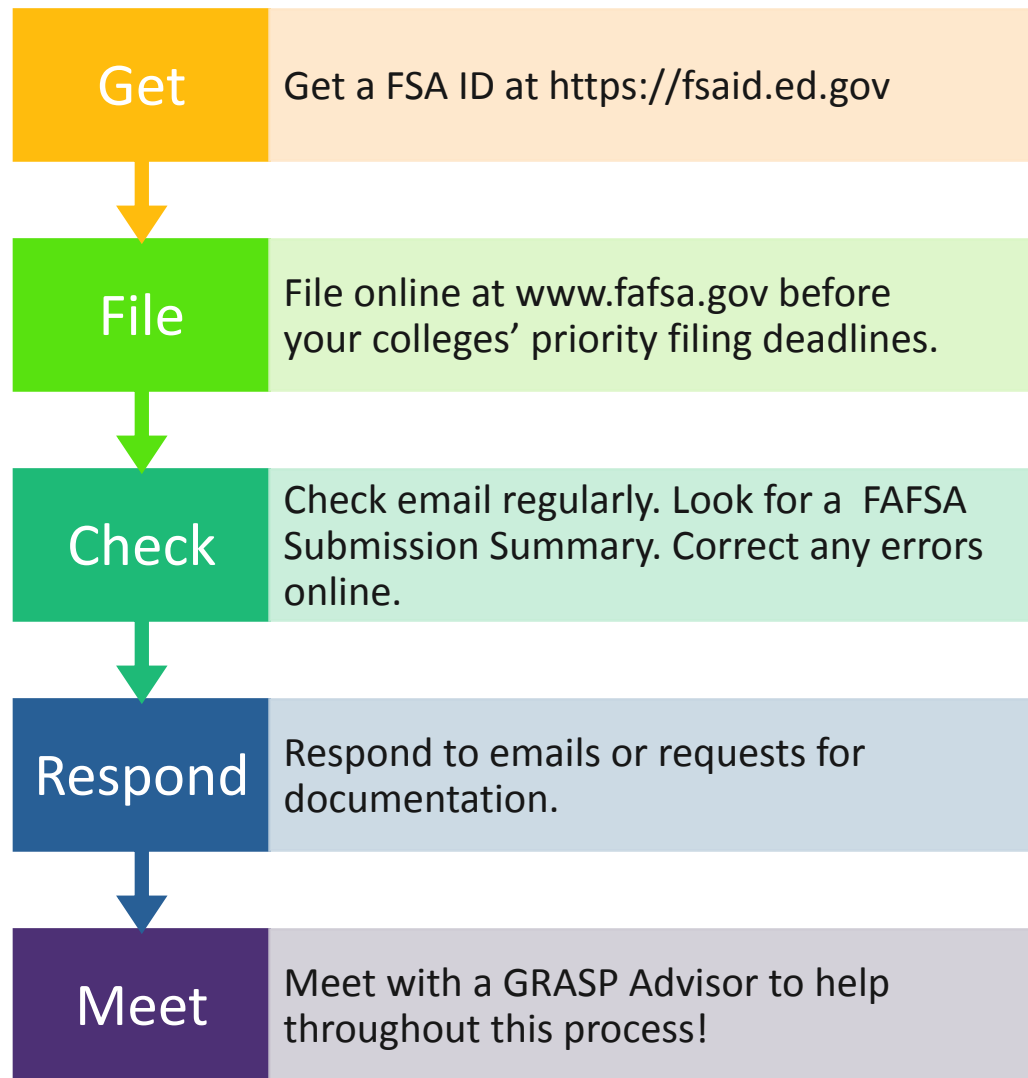 Get
Get a FSA ID at https://fsaid.ed.gov
File
File online at www.fafsa.gov before
your colleges’ priority filing deadlines.
Check
Check email regularly. Look for a  FAFSA
Submission Summary. Correct any errors
online.
Respond
Respond to emails or requests for
documentation.
Meet
Meet with a GRASP Advisor to help
throughout this process!